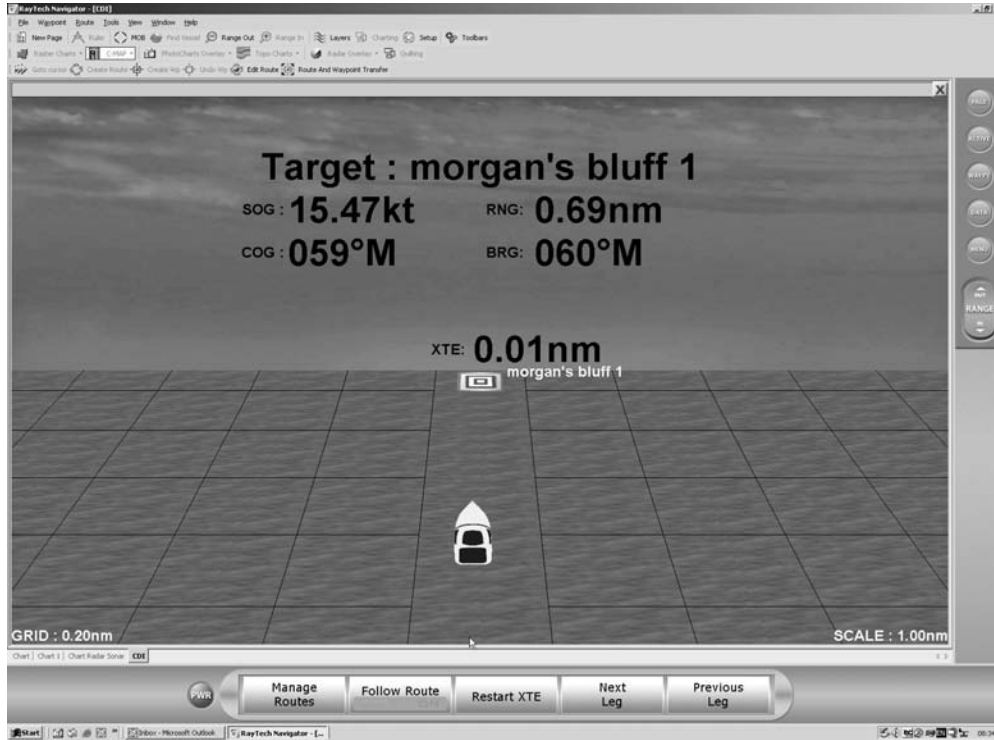 RayTech Navigator - [CDI]
File Waypoint Route Tools View Window Help
New Page Ruler MOB Find Vessel Range Out Range In Layers Charting Setup Toolbars
Raster Charts C-MAP PhotoCharts Overlay Topo Charts Radar Overlay Quilting
Goto cursor Create Route Create Wp Undo Wp Edit Route Route And Waypoint Transfer
X
PAGE
ACTIVE
WAYPT
DATA
MENU
OUT
RANGE
IN
Target : morgan's bluff 1
SOG : 15.47kt RNG: 0.69nm
COG : 059°M BRG: 060°M
XTE: 0.01nm
morgan's bluff 1
GRID : 0.20nm SCALE : 1.00nm
Chart Chart 1 Chart Radar Sonar CDI
PWR
Manage Routes
Follow Route
Restart XTE
Next Leg
Previous Leg
Start Inbox - Microsoft Outlook RayTech Navigator - [...